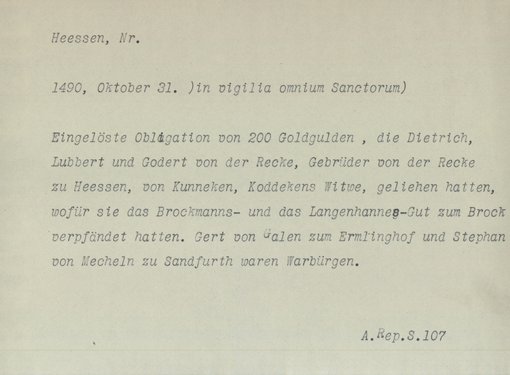 Heessen, Nr.
1490, Oktober 31. )in vigilia omnium Sanctorum)
Eingelöste Obligation von 200 Goldgulden , die Dietrich,
Lubbert und Godert von der Recke, Gebrüder von der Recke
zu Heessen, von Kunneken, Koddekens Witwe, geliehen hatten,
wofür sie das Brockmanns- und das Langenhannes-Gut zum Brock
verpfändet hatten. Gert von Galen zum Ermlinghof und Stephan
von Mecheln zu Sandfurth waren Warbürgen.
A.Rep.S.107